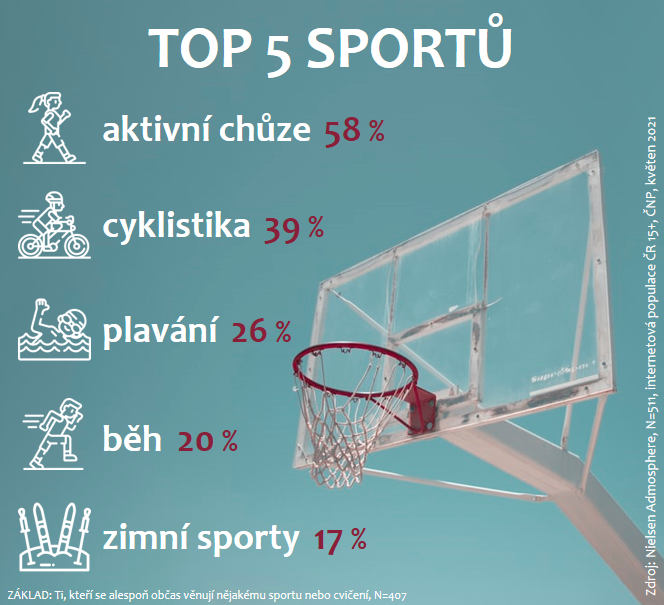 TOP 5 SPORTŮ
aktivní chůze 58 %
cyklistika 39 %
plavání 26 %
běh 20 %
zimní sporty 17 %
ZÁKLAD: Ti, kteří se alespoň občas věnují nějakému sportu nebo cvičení, N=407
Zdroj: Nielsen Admosphere, N=511, internetová populace ČR 15+, ČNP, květen 2021